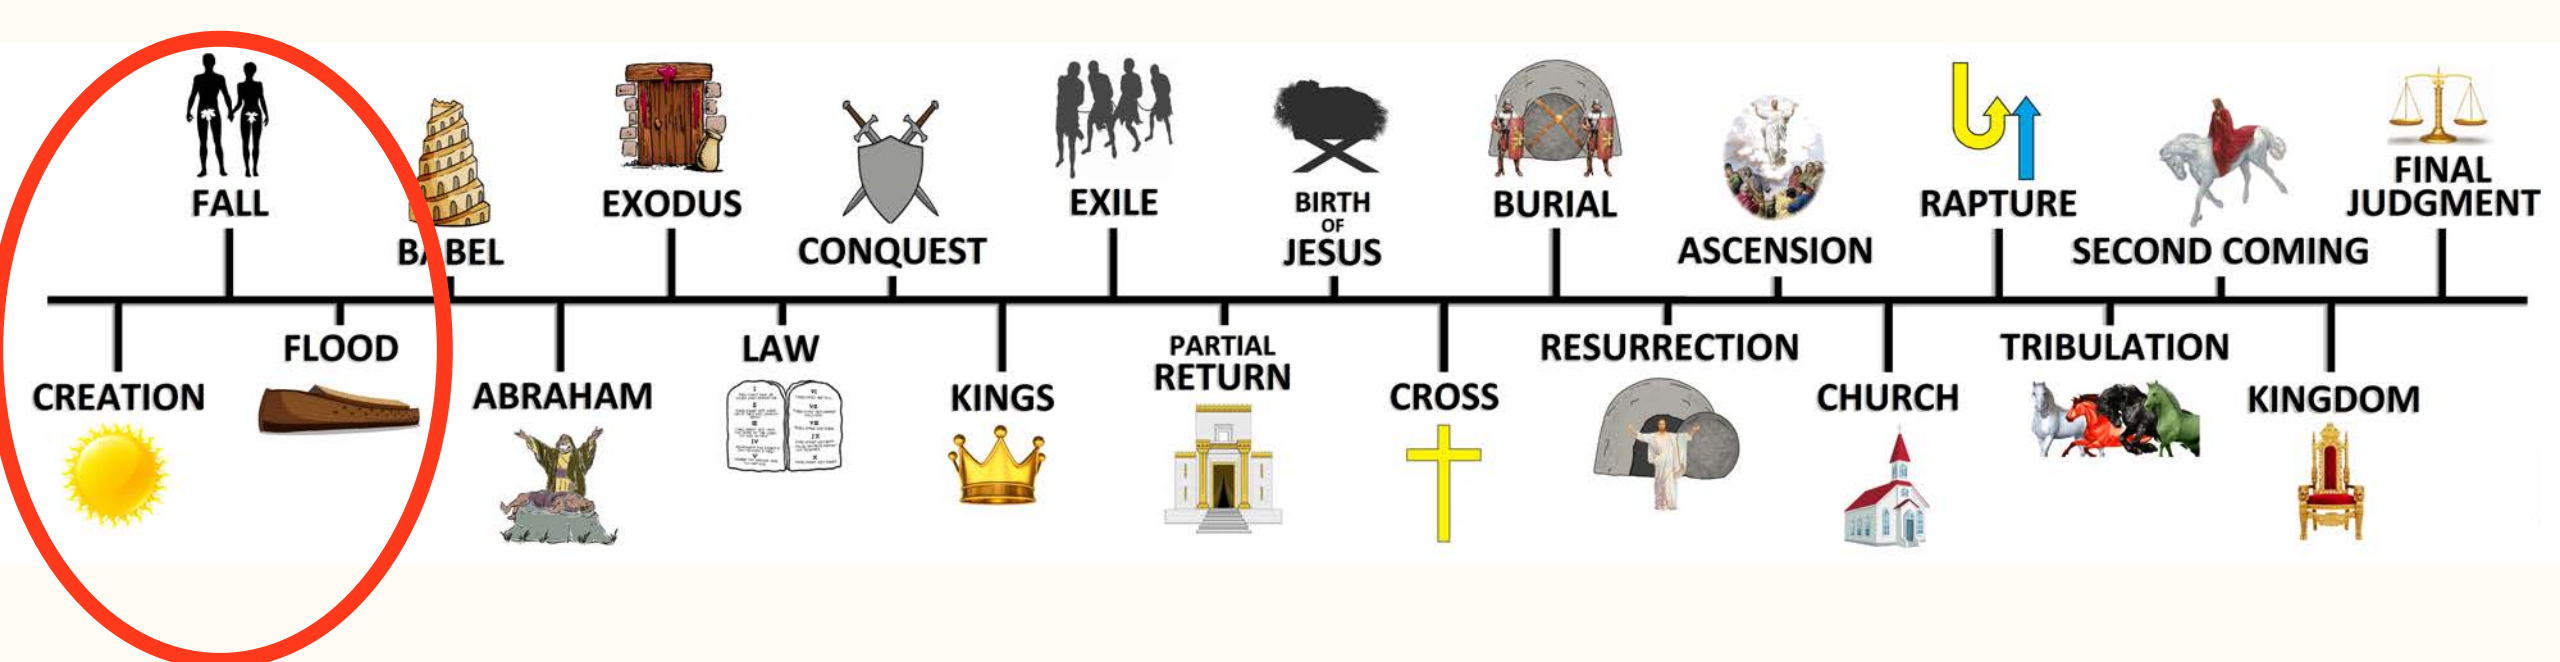 FALL
BABEL
EXODUS
CONQUEST
EXILE
BIRTH
OF
JESUS
BURIAL
ASCENSION
RAPTURE
SECOND COMING
FINAL
JUDGMENT
CREATION
FLOOD
ABRAHAM
LAW
KINGS
PARTIAL
RETURN
CROSS
RESURRECTION
CHURCH
TRIBULATION
KINGDOM